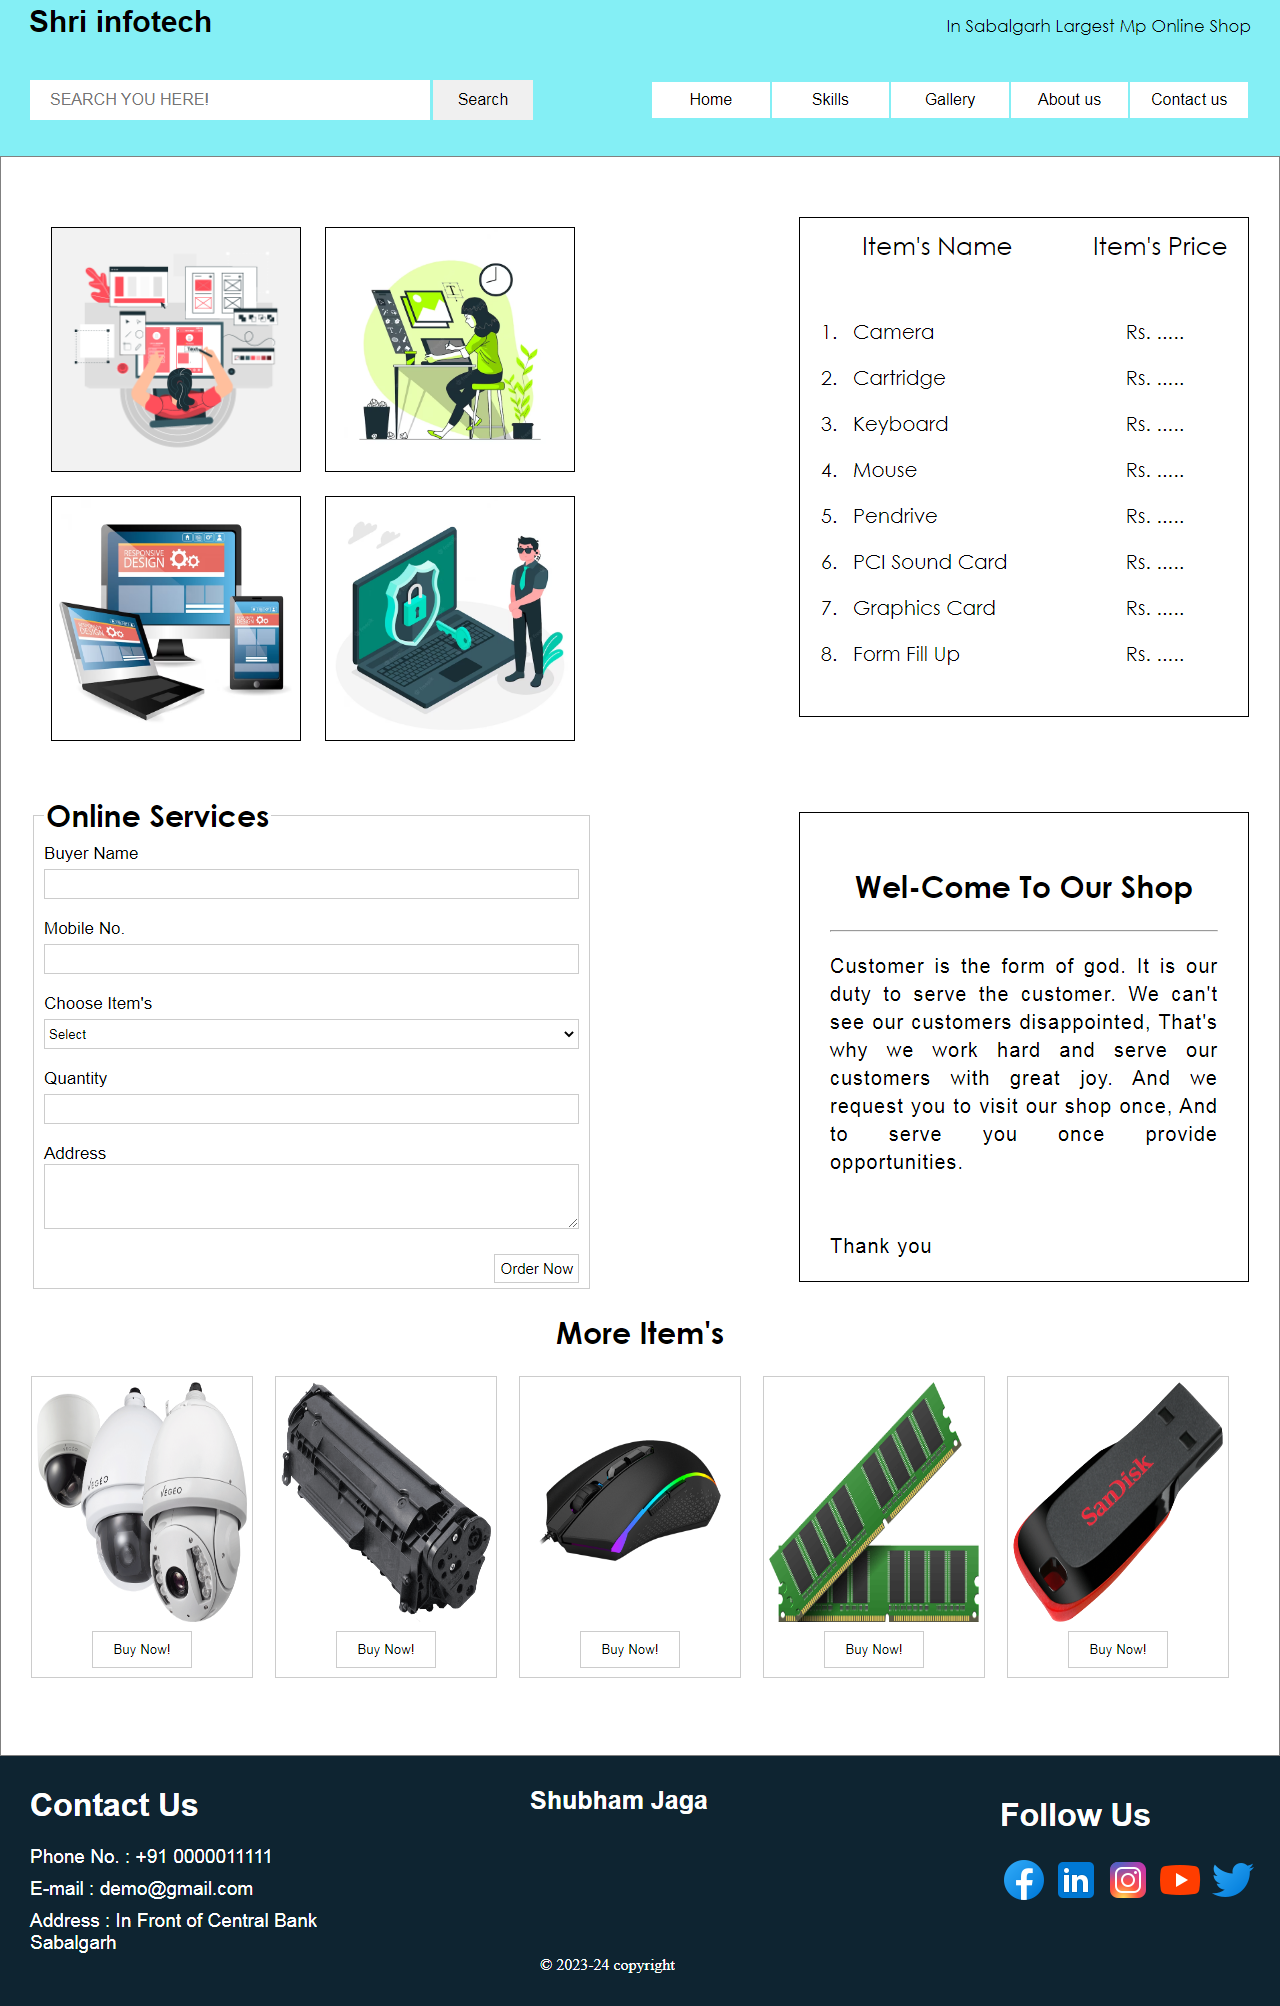 Shri infotech
In Sabalgarh Largest Mp Online Shop
SEARCH YOU HERE!
Search
Home
Skills
Gallery
About us
Contact us
RESPONSIVE
DESIGN
Item's Name Item's Price
1. Camera Rs. .....
2. Cartridge Rs. .....
3. Keyboard Rs. .....
4. Mouse Rs. .....
5. Pendrive Rs. .....
6. PCI Sound Card Rs. .....
7. Graphics Card Rs. .....
8. Form Fill Up Rs. .....
Online Services
Buyer Name
Mobile No.
Choose Item's
Select
Quantity
Address
Order Now
Wel-Come To Our Shop
Customer is the form of god. It is our
duty to serve the customer. We can't
see our customers disappointed, That's
why we work hard and serve our
customers with great joy. And we
request you to visit our shop once, And
to serve you once provide
opportunities.
Thank you
More Item's
SanDisk
Buy Now!
Buy Now!
Buy Now!
Buy Now!
Buy Now!
Contact Us
Phone No. : +91 0000011111
E-mail : demo@gmail.com
Address : In Front of Central Bank
Sabalgarh
Shubham Jaga
© 2023-24 copyright
Follow Us